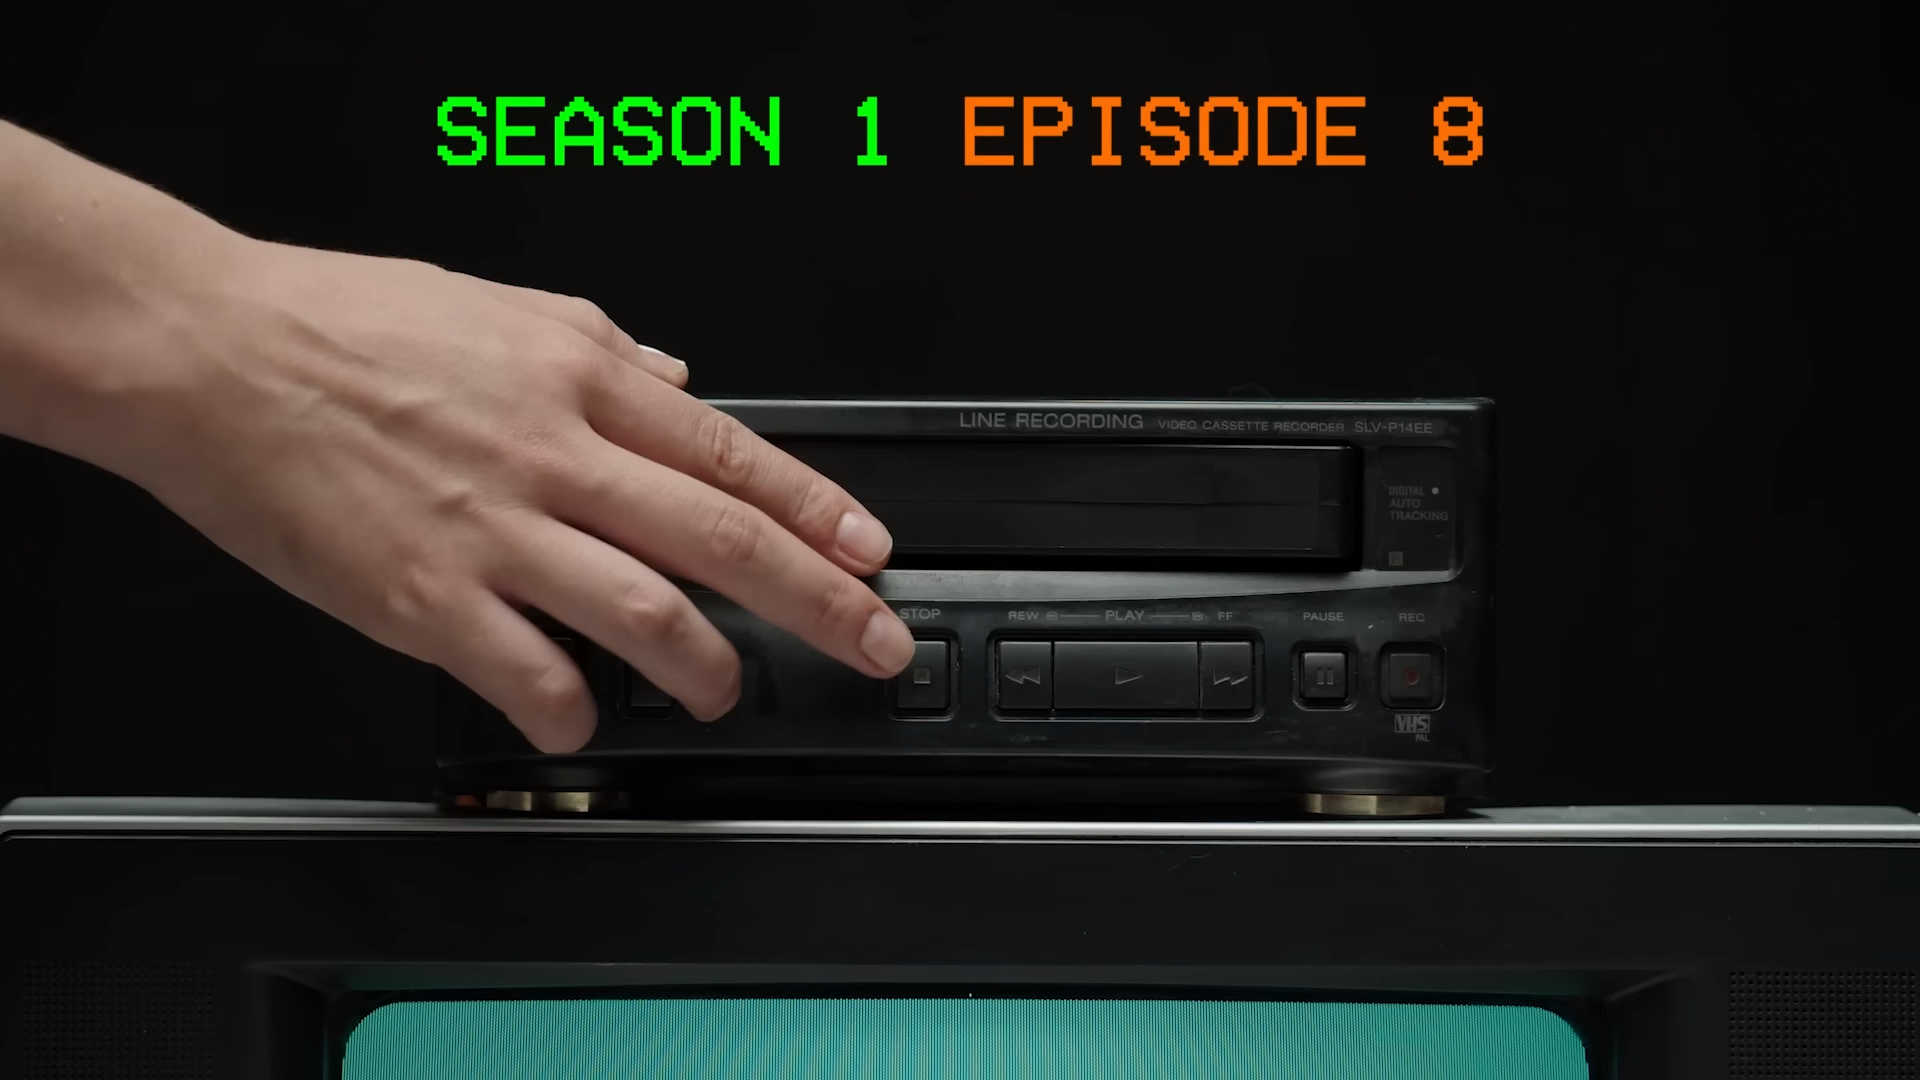 SEASON 1 EPISODE 8
LINE RECORDING VIDEO CASSETTE RECORDER SLV-P14EE
DIGITAL
AUTO
TRACKING
STOP REW PLAY FF PAUSE REC
VHS
PAL